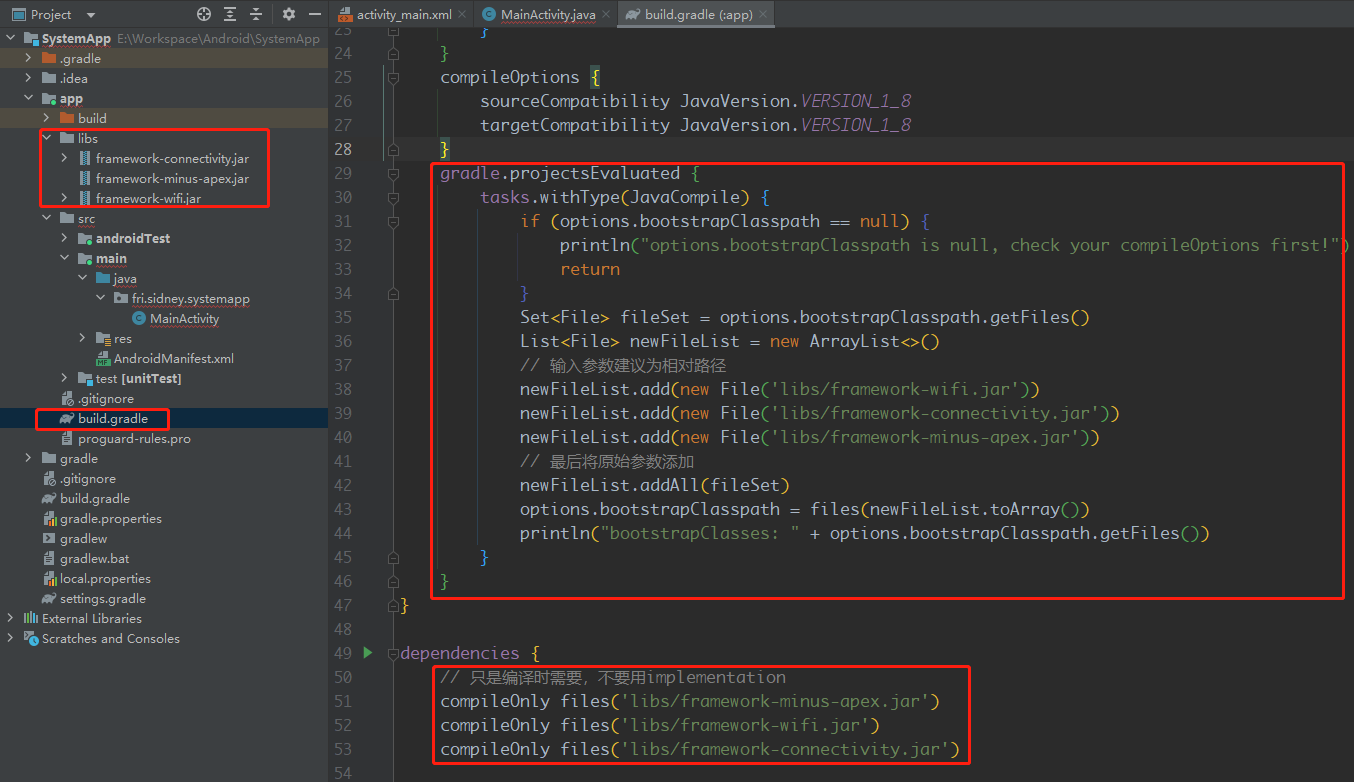 Project
SystemApp E:\Workspace\Android\SystemApp
.gradle
.idea
app
build
libs
framework-connectivity.jar
framework-minus-apex.jar
framework-wifi.jar
src
androidTest
main
java
fri.sidney.systemapp
MainActivity
res
AndroidManifest.xml
test [unitTest]
.gitignore
build.gradle
proguard-rules.pro
gradle
.gitignore
build.gradle
gradle.properties
gradlew
gradlew.bat
local.properties
settings.gradle
External Libraries
Scratches and Consoles
activity_main.xml MainActivity.java build.gradle (:app)
23 }
24 }
25 compileOptions {
26 sourceCompatibility JavaVersion.VERSION_1_8
27 targetCompatibility JavaVersion.VERSION_1_8
28 }
29 gradle.projectsEvaluated {
30 tasks.withType(JavaCompile) {
31 if (options.bootstrapClasspath == null) {
32 println("options.bootstrapClasspath is null, check your compileOptions first!")
33 return
34 }
35 Set<File> fileSet = options.bootstrapClasspath.getFiles()
36 List<File> newFileList = new ArrayList<>()
37 // 输入参数建议为相对路径
38 newFileList.add(new File('libs/framework-wifi.jar'))
39 newFileList.add(new File('libs/framework-connectivity.jar'))
40 newFileList.add(new File('libs/framework-minus-apex.jar'))
41 // 最后将原始参数添加
42 newFileList.addAll(fileSet)
43 options.bootstrapClasspath = files(newFileList.toArray())
44 println("bootstrapClasses: " + options.bootstrapClasspath.getFiles())
45 }
46 }
47 }
48
49 dependencies {
50 // 只是编译时需要，不要用implementation
51 compileOnly files('libs/framework-minus-apex.jar')
52 compileOnly files('libs/framework-wifi.jar')
53 compileOnly files('libs/framework-connectivity.jar')
54